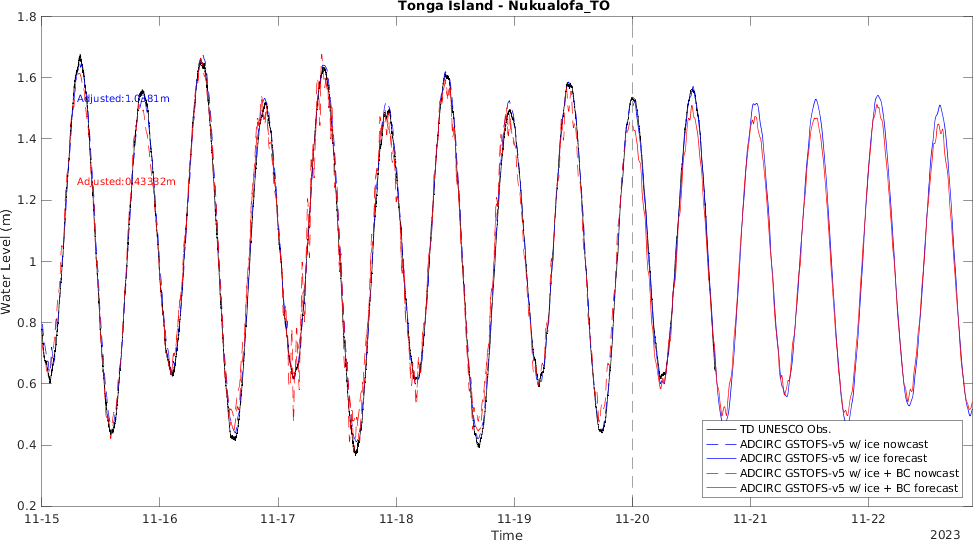 Tonga Island - Nukualofa_TO
1.8
1.6
1.4
1.2
1
0.8
0.6
0.4
0.2
Water Level (m)
Adjusted:1.0381m
Adjusted:0.43332m
TD UNESCO Obs.
ADCIRC GSTOFS-v5 w/ ice nowcast
ADCIRC GSTOFS-v5 w/ ice forecast
ADCIRC GSTOFS-v5 w/ ice + BC nowcast
ADCIRC GSTOFS-v5 w/ ice + BC forecast
11-15 11-16 11-17 11-18 11-19 11-20 11-21 11-22
Time
2023